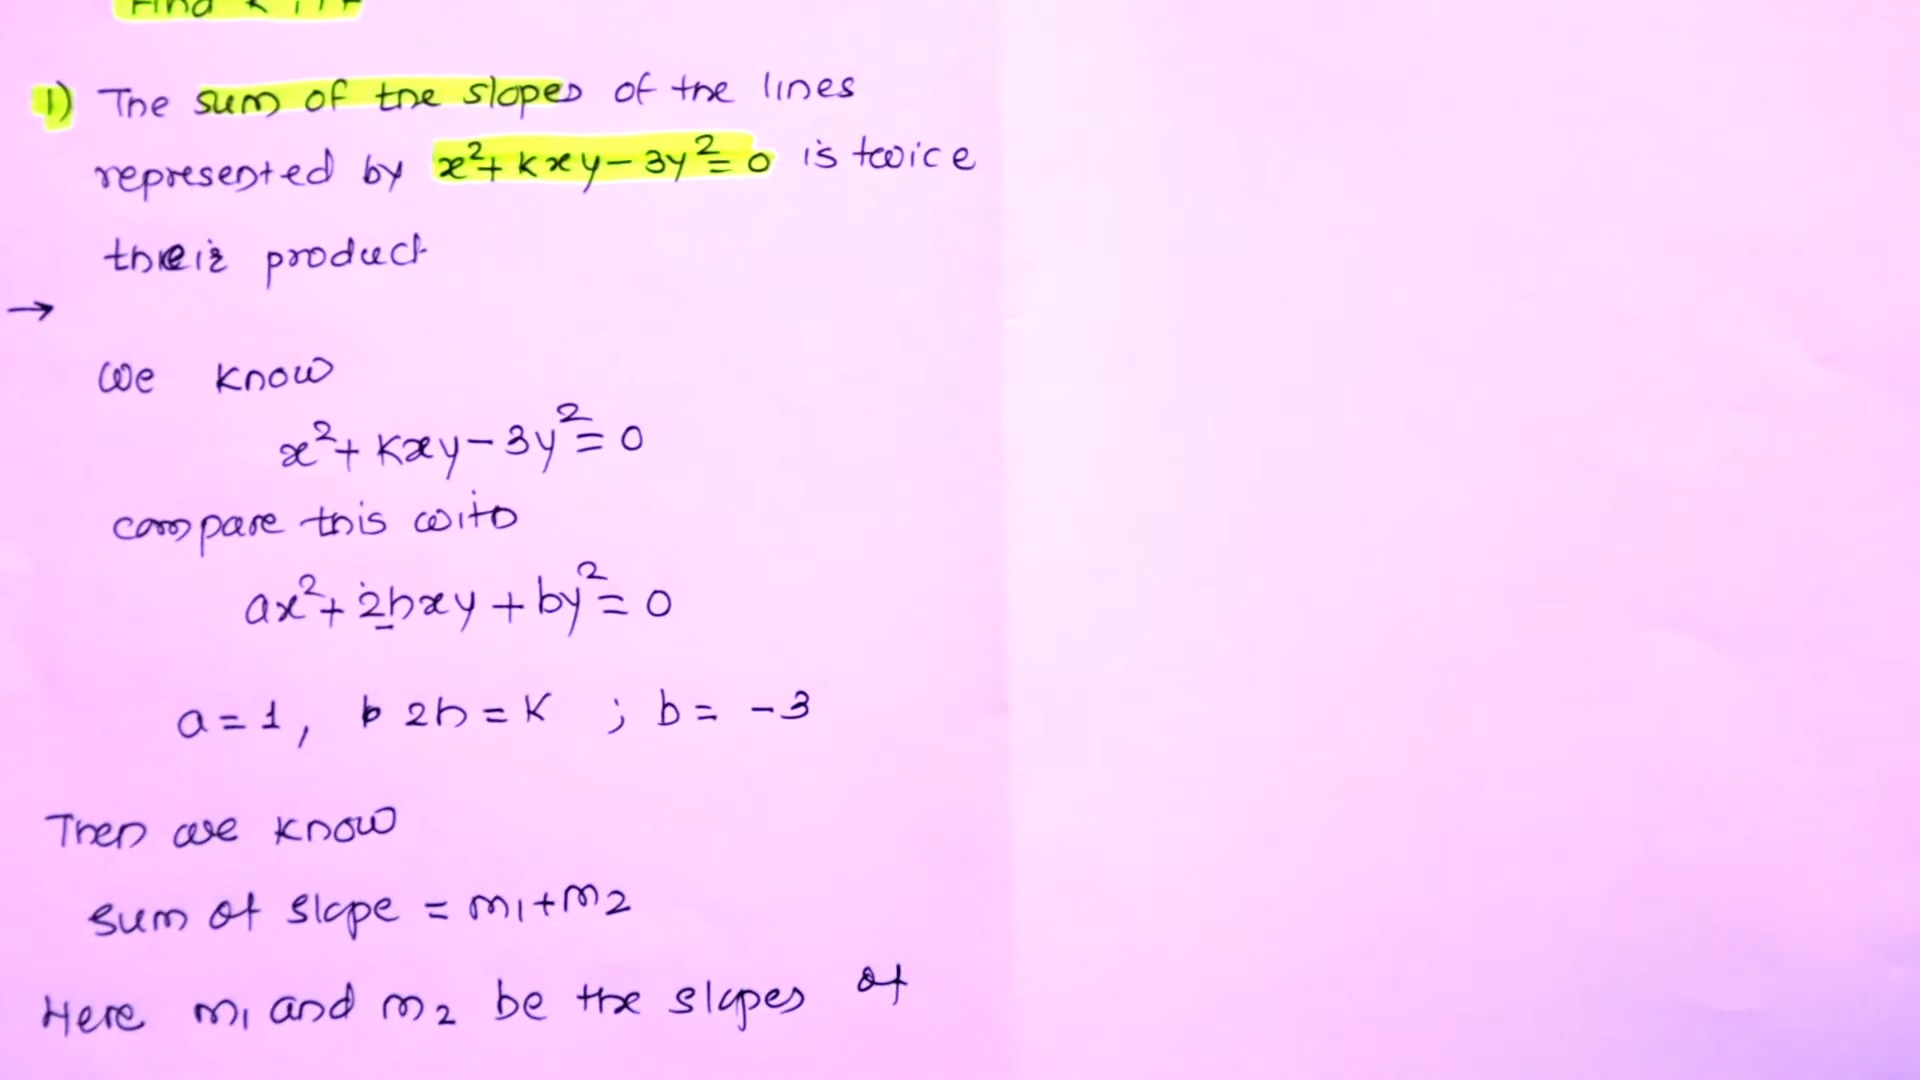 1) The sum of the slopes of the lines
represented by x²+ kxy - 3y² = 0 is twice
their product
→
We know
x²+ kxy - 3y² = 0
compare this with
ax²+ 2hxy + by² = 0
a = 1, 2h = k ; b = -3
Then we know
sum of slope = m1+m2
Here m1 and m2 be the slopes of